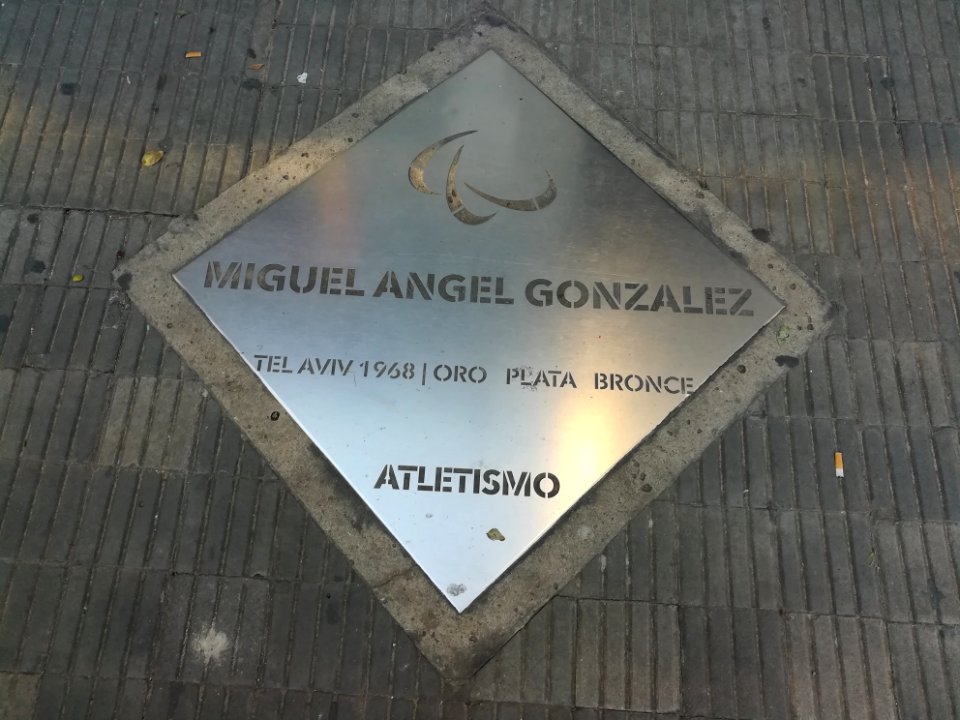 MIGUEL ANGEL GONZALEZ
TEL AVIV 1968 | ORO PLATA BRONCE
ATLETISMO